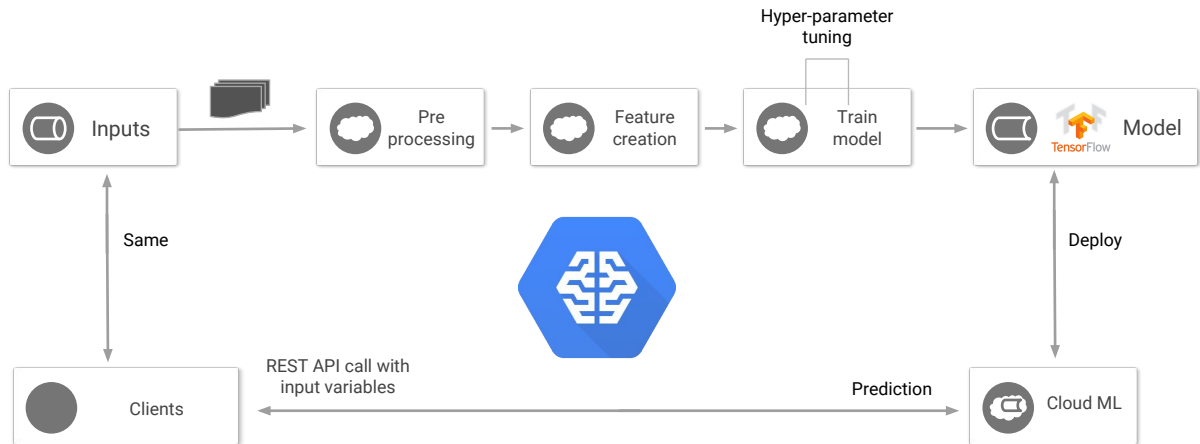 Hyper-parameter
tuning
Inputs
Pre
processing
Feature
creation
Train
model
TensorFlow
Model
Same
Deploy
REST API call with
input variables
Prediction
Clients
Cloud ML